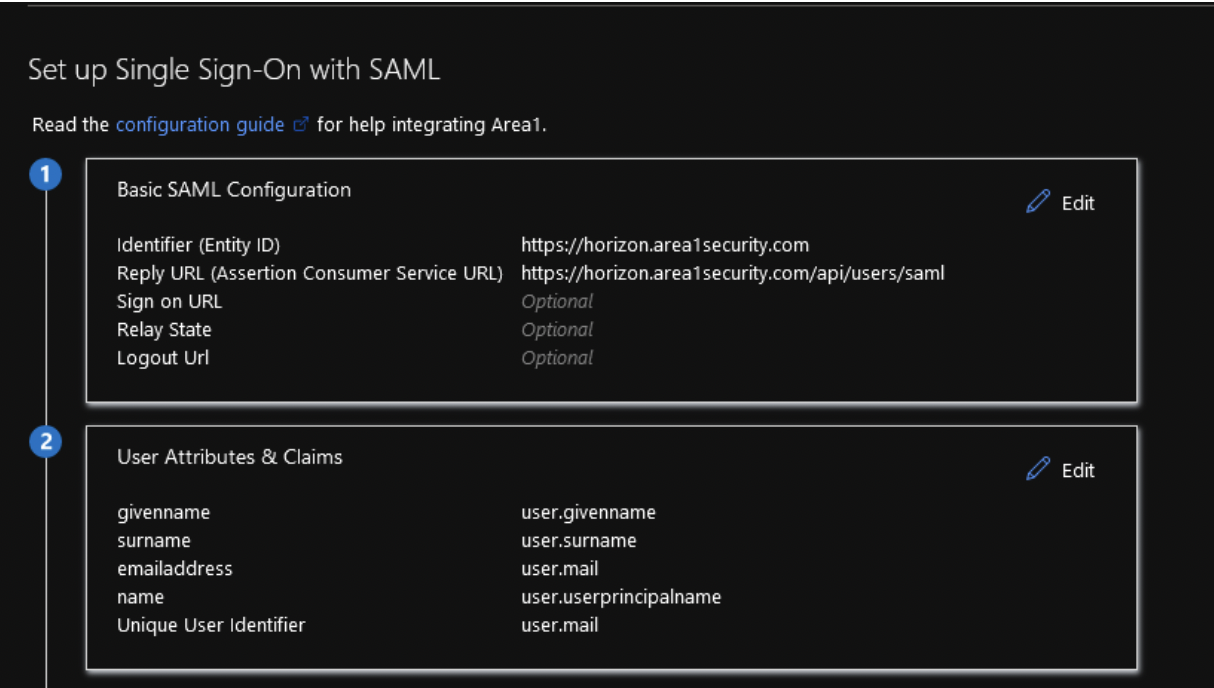 Set up Single Sign-On with SAML
Read the configuration guide for help integrating Area1.
1
Basic SAML Configuration
Edit
Identifier (Entity ID) https://horizon.area1security.com
Reply URL (Assertion Consumer Service URL) https://horizon.area1security.com/api/users/saml
Sign on URL Optional
Relay State Optional
Logout Url Optional
2
User Attributes & Claims
Edit
givenname user.givenname
surname user.surname
emailaddress user.mail
name user.userprincipalname
Unique User Identifier user.mail